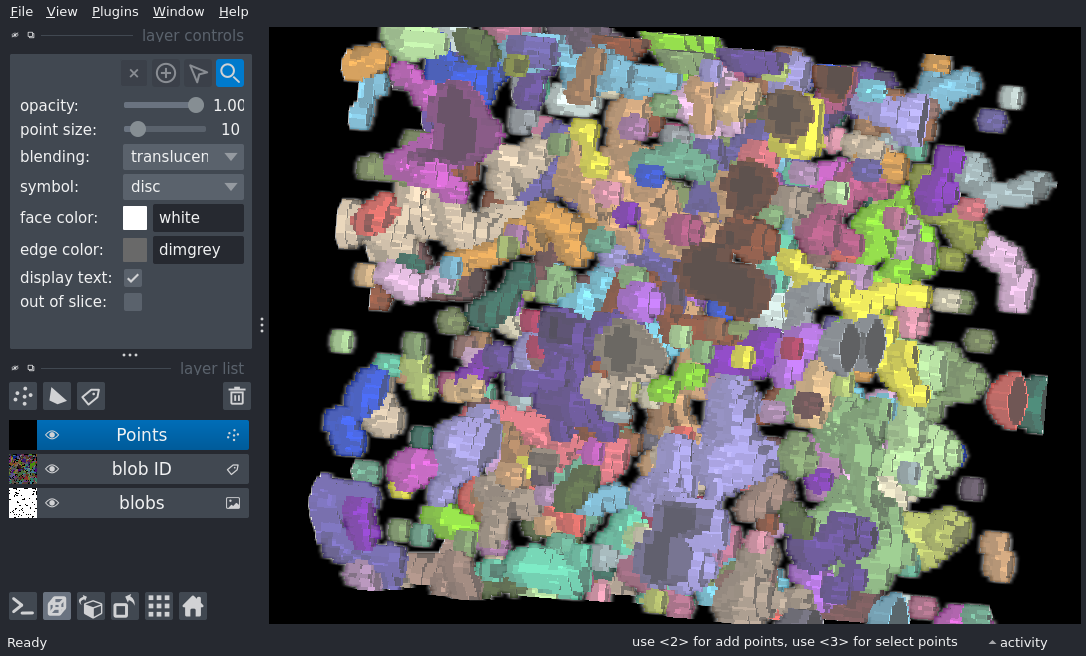 File View Plugins Window Help
layer controls
opacity: 1.00
point size: 10
blending: translucen
symbol: disc
face color: white
edge color: dimgrey
display text:
out of slice:
layer list
Points
blob ID
blobs
Ready
use <2> for add points, use <3> for select points
activity